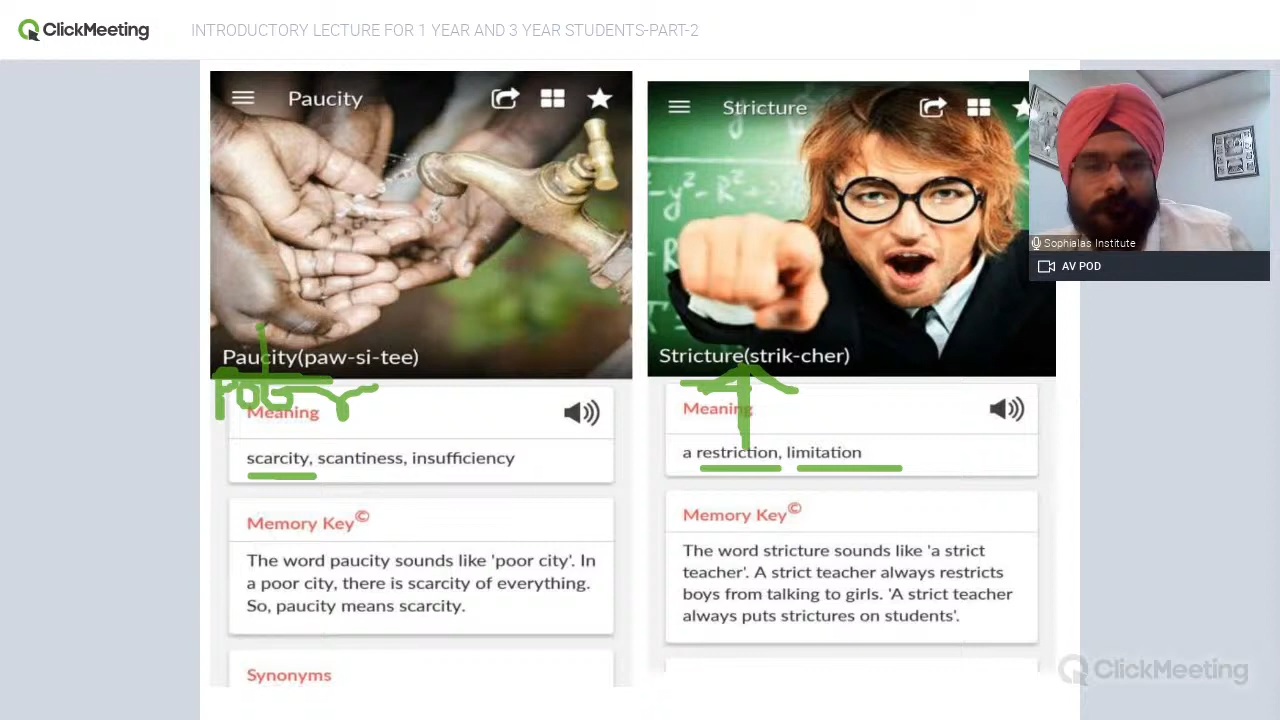 ClickMeeting
INTRODUCTORY LECTURE FOR 1 YEAR AND 3 YEAR STUDENTS-PART-2
Paucity
Paucity(paw-si-tee)
Meaning
scarcity, scantiness, insufficiency
Memory Key©
The word paucity sounds like 'poor city'. In
a poor city, there is scarcity of everything.
So, paucity means scarcity.
Synonyms
Stricture
Stricture(strik-cher)
Meaning
a restriction, limitation
Memory Key©
The word stricture sounds like 'a strict
teacher'. A strict teacher always restricts
boys from talking to girls. 'A strict teacher
always puts strictures on students'.
Sophialas Institute
AV POD
ClickMeeting